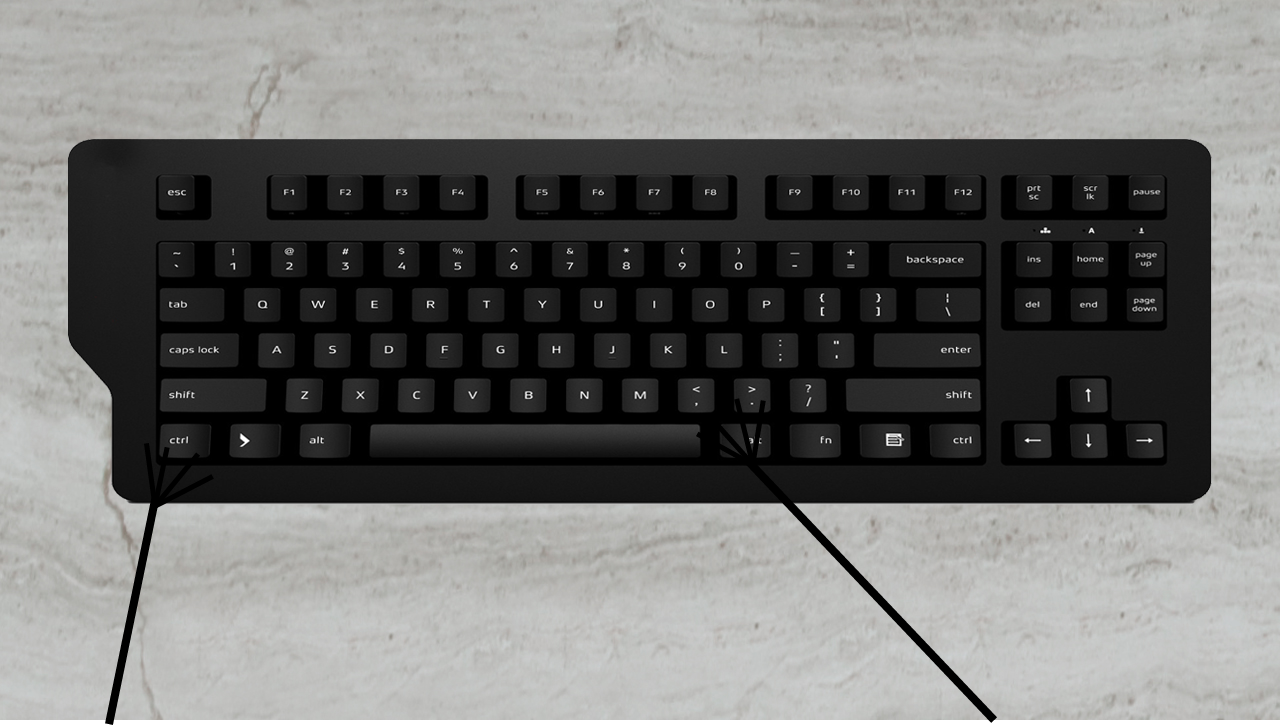 esc F1 F2 F3 F4 F5 F6 F7 F8 F9 F10 F11 F12 prt sc scr lk pause
A
~ ` ! 1 @ 2 # 3 $ 4 % 5 ^ 6 & 7 * 8 ( 9 ) 0 — - + = backspace ins home page up
tab Q W E R T Y U I O P { [ } ] ¦ \ del end page down
caps lock A S D F G H J K L : ; " ' enter
shift Z X C V B N M < , > . ? / shift ↑
ctrl alt fn ctrl ← ↓ →